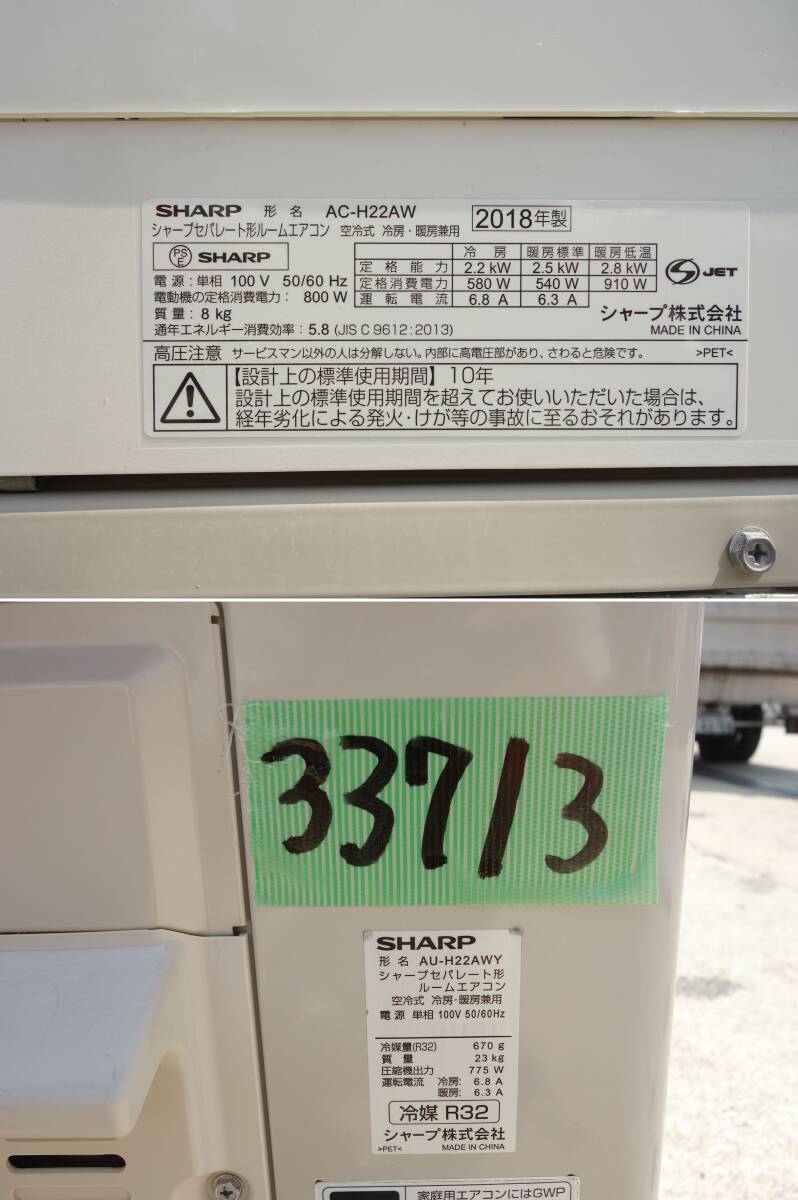 SHARP 形名 AC-H22AW 2018年製
シャープセパレート形ルームエアコン 空冷式 冷房・暖房兼用
PSE SHARP
冷房 暖房標準 暖房低温
定格能力 2.2 kW 2.5 kW 2.8 kW
定格消費電力 580 W 540 W 910 W
運転電流 6.8 A 6.3 A
JET
電源:単相 100 V 50/60 Hz
電動機の定格消費電力: 800 W
質量:8 kg
通年エネルギー消費効率:5.8 (JIS C 9612:2013)
シャープ株式会社
MADE IN CHINA
高圧注意 サービスマン以外の人は分解しない。内部に高電圧部があり、さわると危険です。 >PET<
【設計上の標準使用期間】10年
設計上の標準使用期間を超えてお使いいただいた場合は、
経年劣化による発火・けが等の事故に至るおそれがあります。
33713
SHARP
形名 AU-H22AWY
シャープセパレート形
ルームエアコン
空冷式 冷房・暖房兼用
電源 単相 100V 50/60Hz
冷媒量(R32) 670 g
質量 23 kg
圧縮機出力 775 W
運転電流 冷房: 6.8 A
暖房: 6.3 A
冷媒 R32
シャープ株式会社
>PET< MADE IN CHINA
家庭用エアコンにはGWP